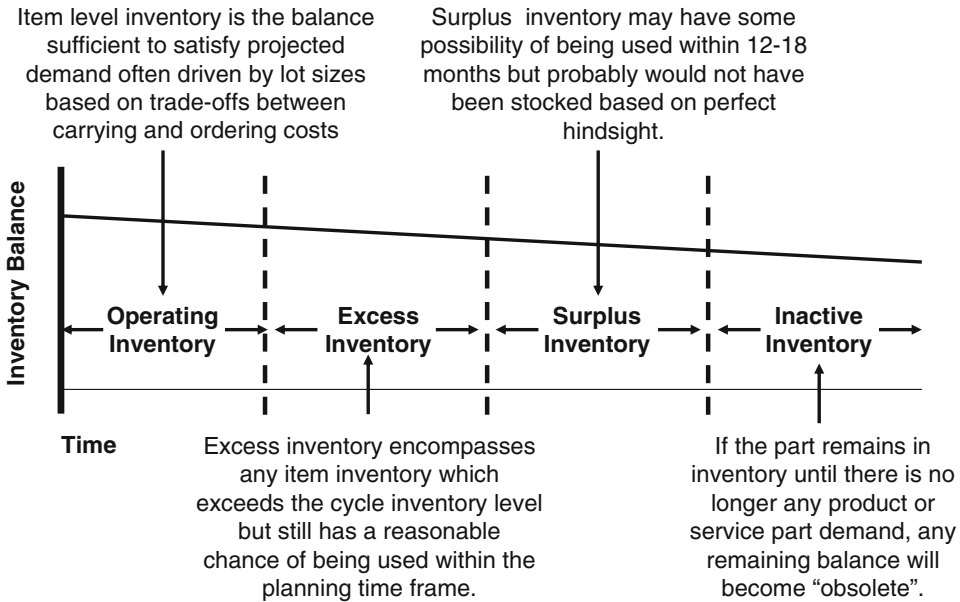 Item level inventory is the balance
sufficient to satisfy projected
demand often driven by lot sizes
based on trade-offs between
carrying and ordering costs
Surplus inventory may have some
possibility of being used within 12-18
months but probably would not have
been stocked based on perfect
hindsight.
Inventory Balance
Operating
Inventory
Excess
Inventory
Surplus
Inventory
Inactive
Inventory
Time
Excess inventory encompasses
any item inventory which
exceeds the cycle inventory level
but still has a reasonable
chance of being used within the
planning time frame.
If the part remains in
inventory until there is no
longer any product or
service part demand, any
remaining balance will
become “obsolete”.